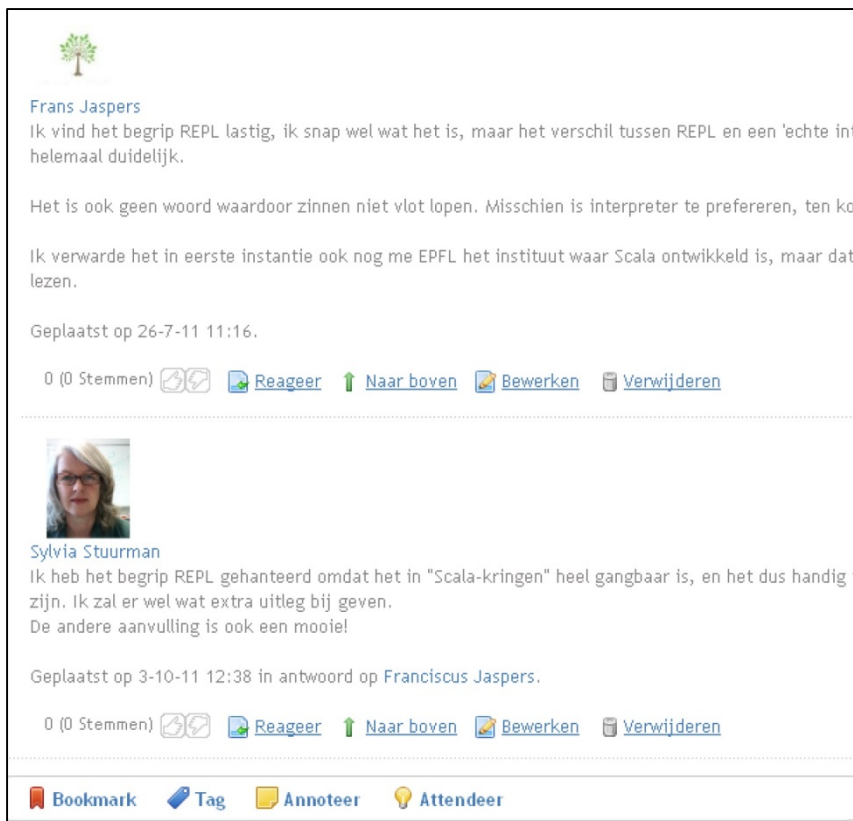 Frans Jaspers
Ik vind het begrip REPL lastig, ik snap wel wat het is, maar het verschil tussen REPL en een 'echte int
helemaal duidelijk.
Het is ook geen woord waardoor zinnen niet vlot lopen. Misschien is interpreter te prefereren, ten ko
Ik verwarde het in eerste instantie ook nog me EPFL het instituut waar Scala ontwikkeld is, maar dat
lezen.
Geplaatst op 26-7-11 11:16.
0 (0 Stemmen) Reageer Naar boven Bewerken Verwijderen
Sylvia Stuurman
Ik heb het begrip REPL gehanteerd omdat het in "Scala-kringen" heel gangbaar is, en het dus handig
zijn. Ik zal er wel wat extra uitleg bij geven.
De andere aanvulling is ook een mooie!
Geplaatst op 3-10-11 12:38 in antwoord op Franciscus Jaspers.
0 (0 Stemmen) Reageer Naar boven Bewerken Verwijderen
Bookmark Tag Annoteer Attendeer